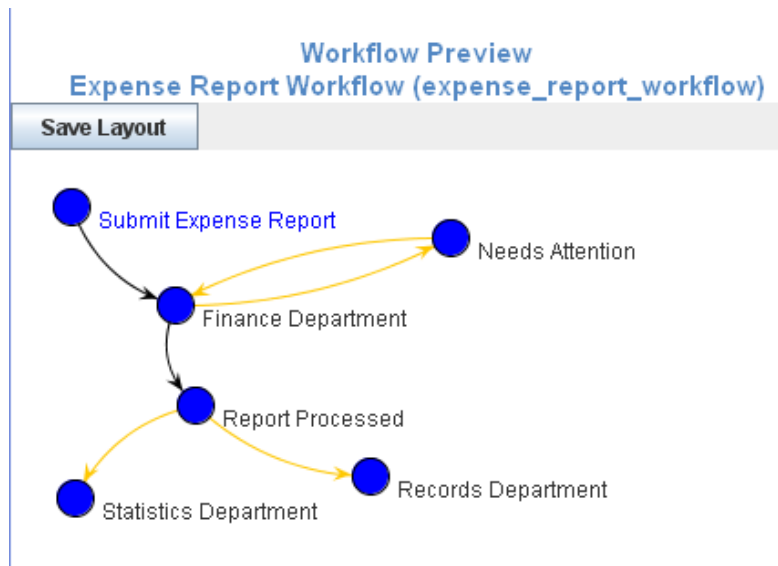 Workflow Preview
Expense Report Workflow (expense_report_workflow)
Save Layout
Submit Expense Report
Needs Attention
Finance Department
Report Processed
Records Department
Statistics Department